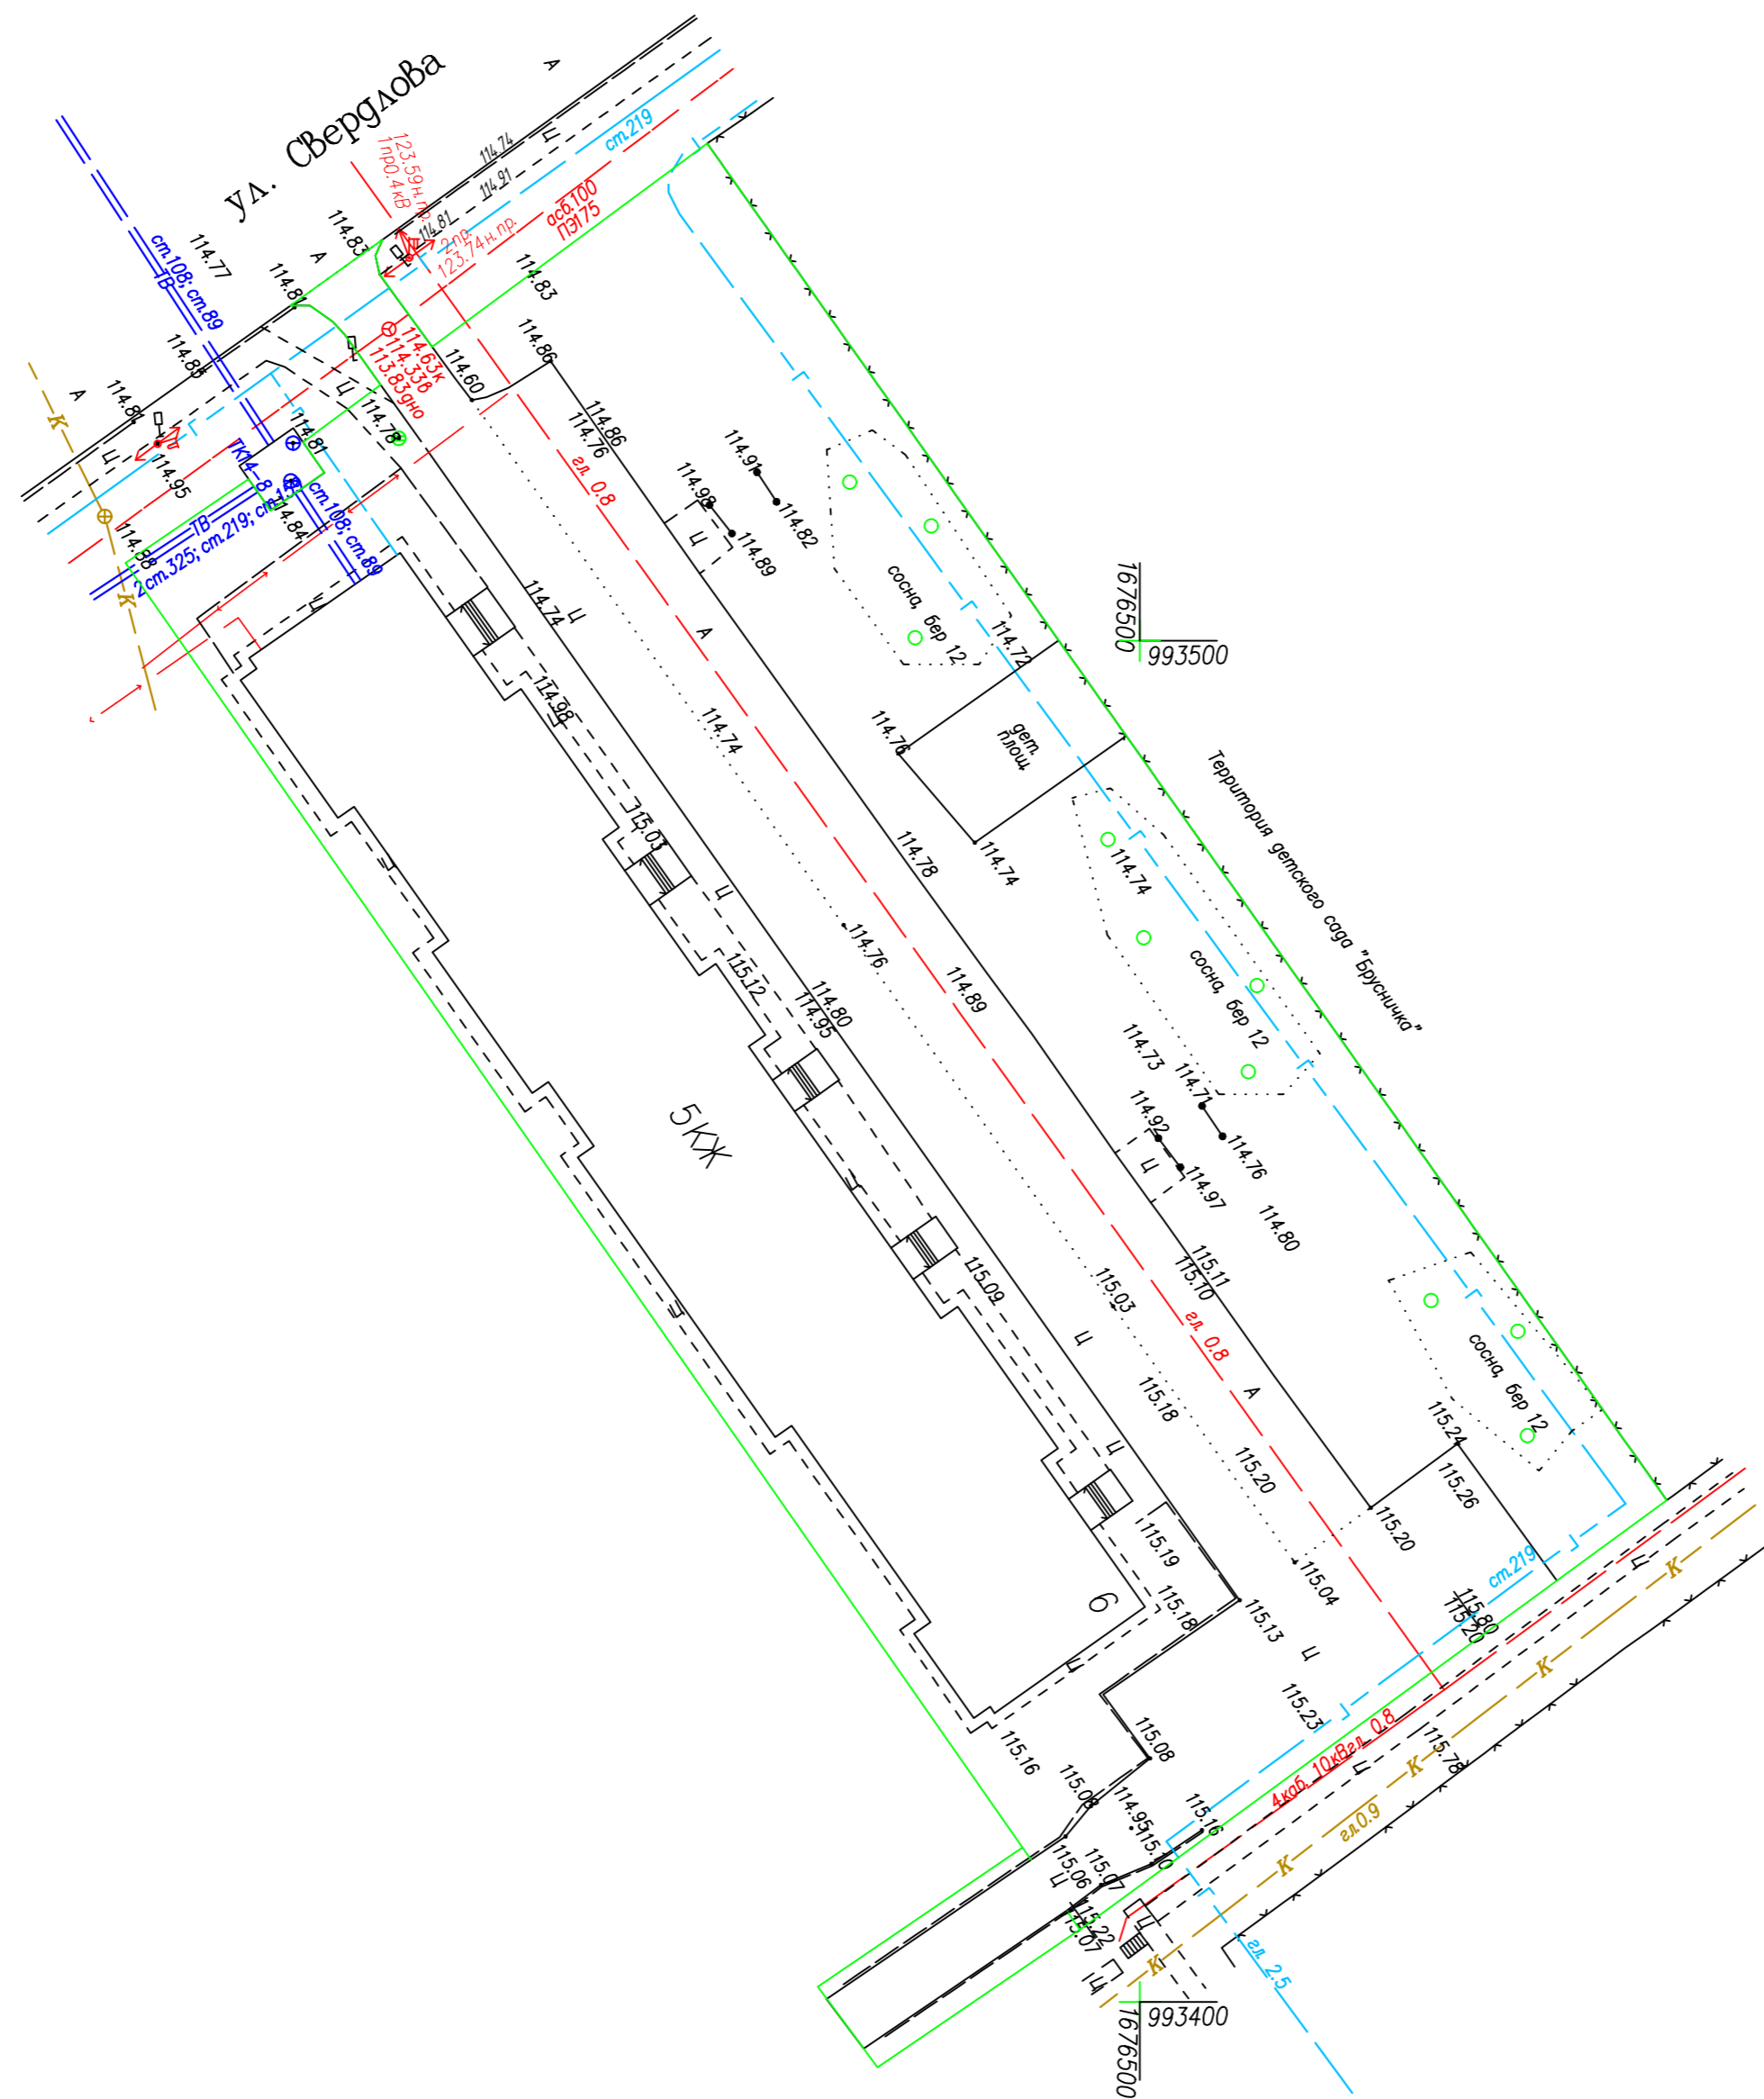 ул. Свердлова
А
Ц
114.74
114.91
114.81
ст.219
123.59н.пр.
1пр0.4кВ
2пр.
123.74н.пр.
асб.100
ПЭ175
114.83
114.83
А
114.77
ст.108; ст.89
ТВ
114.81
114.85
А
114.81
К
Ц
114.95
114.88
К
114.63к
114.33в
113.83дно
114.60
114.86
Ц
114.78
114.81
ТК14-8
ТВ
2 ст.325; ст.219;
114.84
ст.108; ст.89
Ц
114.86
114.76
гл. 0.8
114.91
114.98
114.82
114.89
Ц
114.74
Ц
А
сосна, бер 12
114.72
1676500
993500
114.98
114.74
114.76
дет.
площ.
Территория детского сада "Брусничка"
115.03
Ц
114.78
114.74
114.74
114.76
115.12
114.80
114.95
114.89
сосна, бер 12
5КЖ
114.73
114.71
114.92
Ц
114.76
114.97
114.80
115.09
115.03
115.11
115.10
Ц
гл. 0.8
А
115.18
сосна, бер 12
115.24
115.26
Ц
115.20
115.20
115.19
115.04
6
115.18
115.13
Ц
Ц
ст.219
115.80
115.20
Ц
К
К
115.23
115.16
115.08
115.78
4каб. 10кВгл. 0.8
Ц
К
гл.0.9
К
115.08
114.95
115.16
115.10
115.06
115.07
Ц
115.22
115.07
Ц
К
Ц
гл. 2.5
993400
1676500